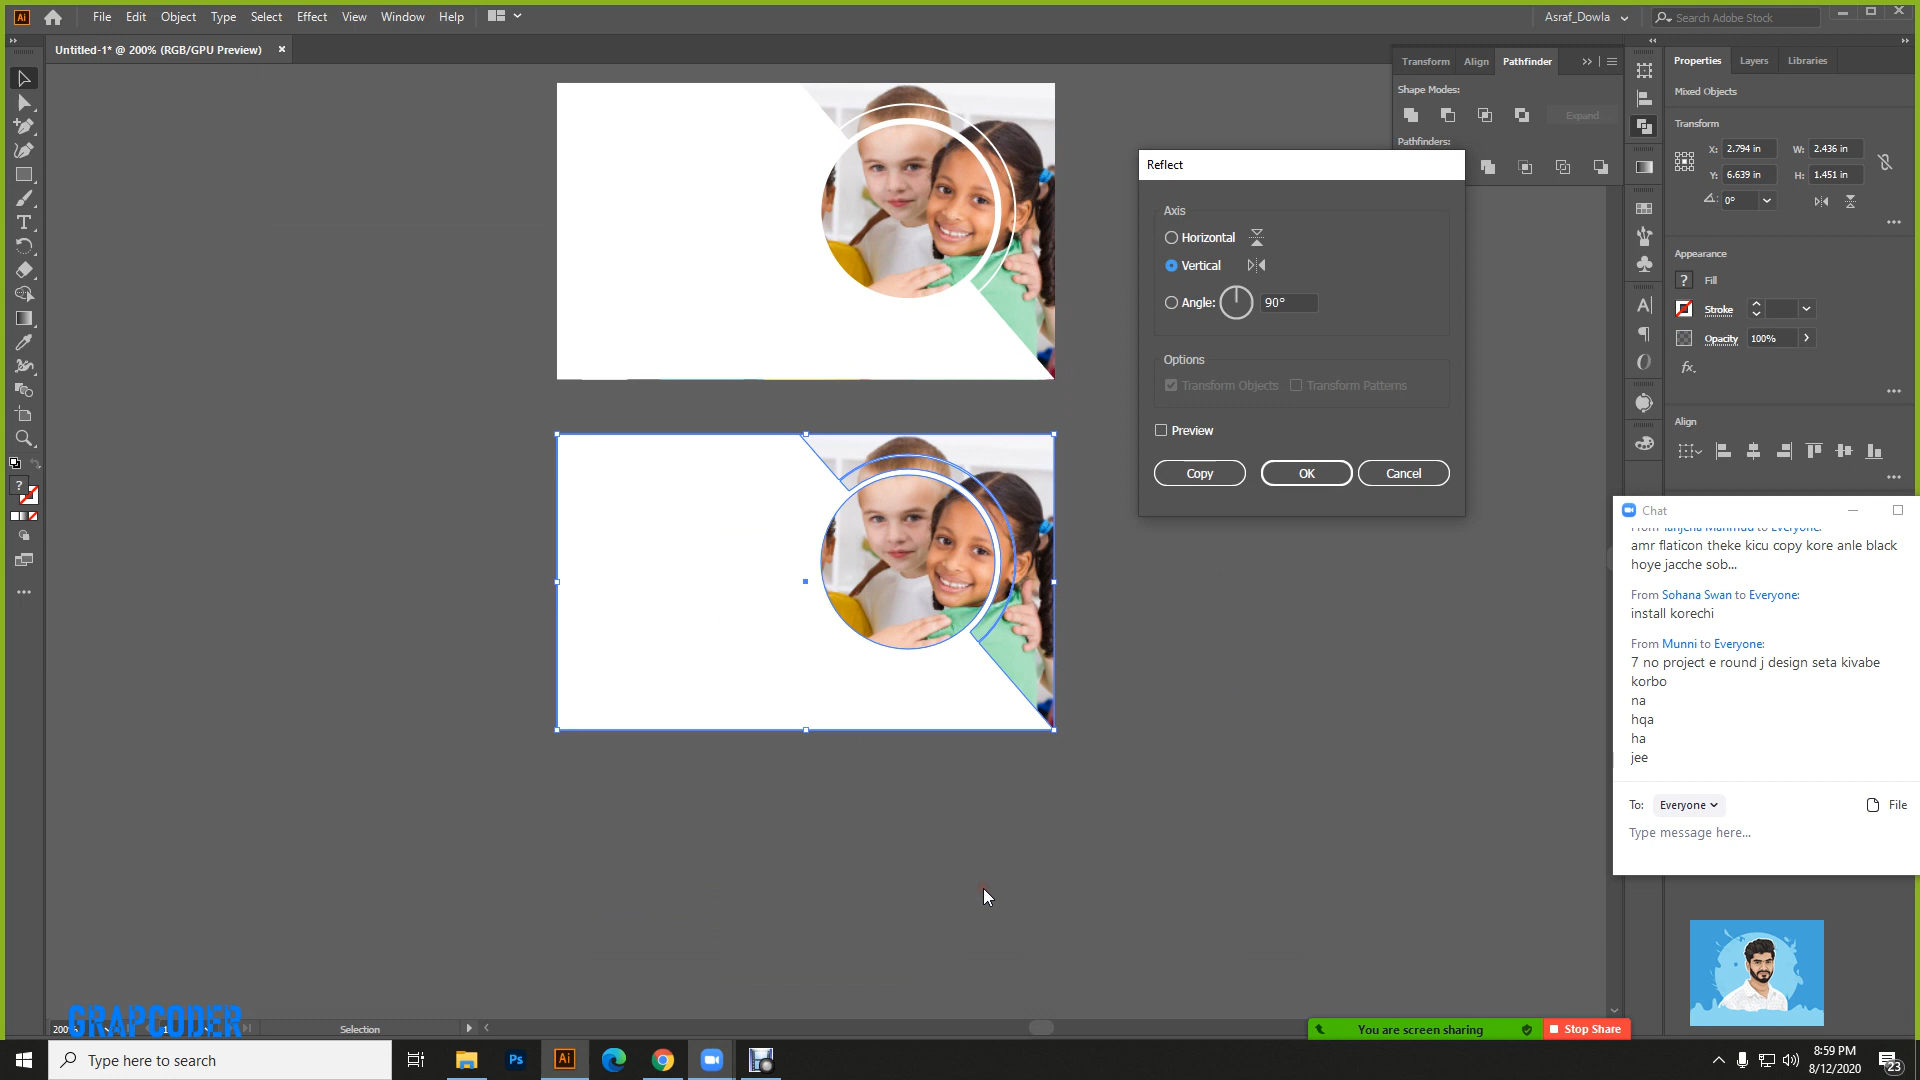 Ai File Edit Object Type Select Effect View Window Help
Asraf_Dowla
Search Adobe Stock
Untitled-1* @ 200% (RGB/GPU Preview)
Transform Align Pathfinder
Shape Modes:
Expand
Pathfinders:
Properties Layers Libraries
Mixed Objects
Transform
X: 2.794 in W: 2.436 in
Y: 6.639 in H: 1.451 in
0°
Appearance
? Fill
Stroke
Opacity 100%
fx.
Align
Reflect
Axis
Horizontal
Vertical
Angle: 90°
Options
Transform Objects Transform Patterns
Preview
Copy OK Cancel
Chat
From Tanjena Mahmud to Everyone:
amr flaticon theke kicu copy kore anle black
hoye jacche sob...
From Sohana Swan to Everyone:
install korechi
From Munni to Everyone:
7 no project e round j design seta kivabe
korbo
na
hqa
ha
jee
To: Everyone File
Type message here...
GRAPCODER
200%
Selection
You are screen sharing Stop Share
Type here to search
Ps Ai
8:59 PM
8/12/2020
23